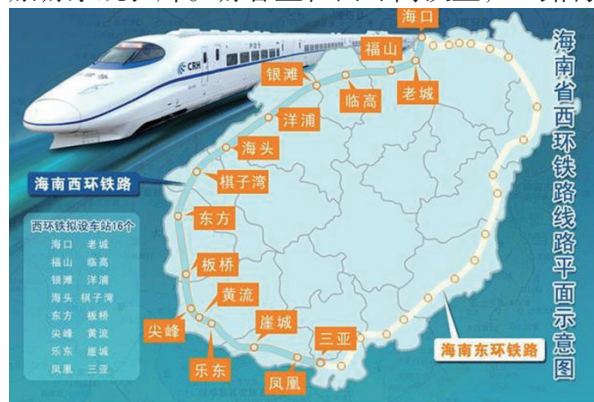 海南省西环铁路线路平面示意图
CRH
海口
福山
老城
银滩
临高
洋浦
海头
棋子湾
海南西环铁路
东方
板桥
黄流
尖峰
崖城
三亚
乐东
凤凰
海南东环铁路
西环铁拟设车站16个
海口 老城
福山 临高
银滩 洋浦
海头 棋子湾
东方 板桥
尖峰 黄流
乐东 崖城
凤凰 三亚